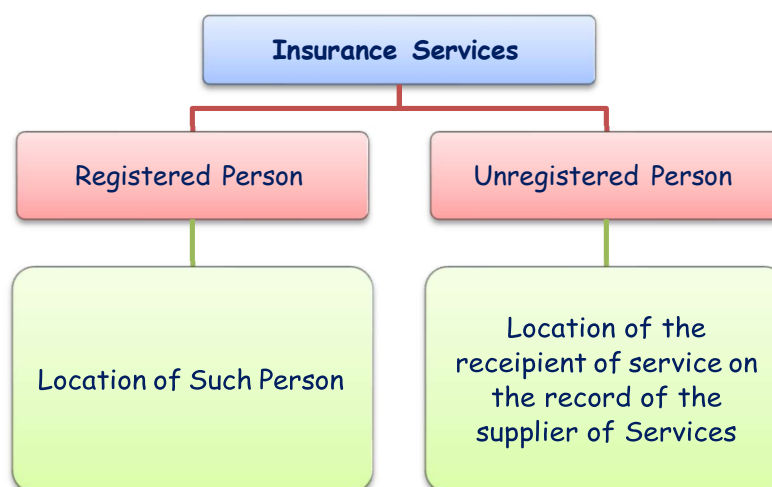 Insurance Services
Registered Person
Unregistered Person
Location of Such Person
Location of the
receipient of service on
the record of the
supplier of Services